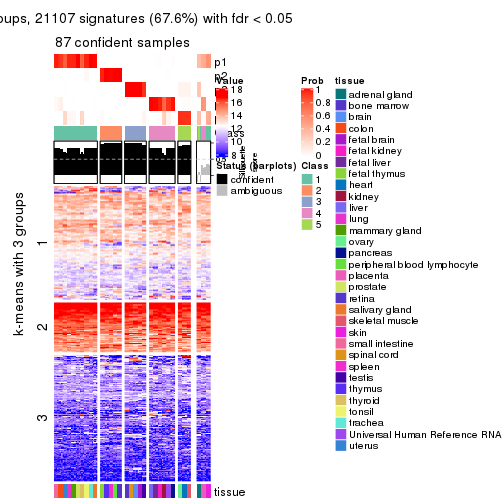 oups, 21107 signatures (67.6%) with fdr < 0.05
87 confident samples
p1
p2
Value
18
16
14
12
10
8
Prob
1
0.8
0.6
0.4
0.2
0
Status (barplots)
confident
ambiguous
Class
1
2
3
4
5
tissue
adrenal gland
bone marrow
brain
colon
fetal brain
fetal kidney
fetal liver
fetal thymus
heart
kidney
liver
lung
mammary gland
ovary
pancreas
peripheral blood lymphocyte
placenta
prostate
retina
salivary gland
skeletal muscle
skin
small intestine
spinal cord
spleen
testis
thymus
thyroid
tonsil
trachea
Universal Human Reference RNA
uterus
k-means with 3 groups
1
2
3
tissue